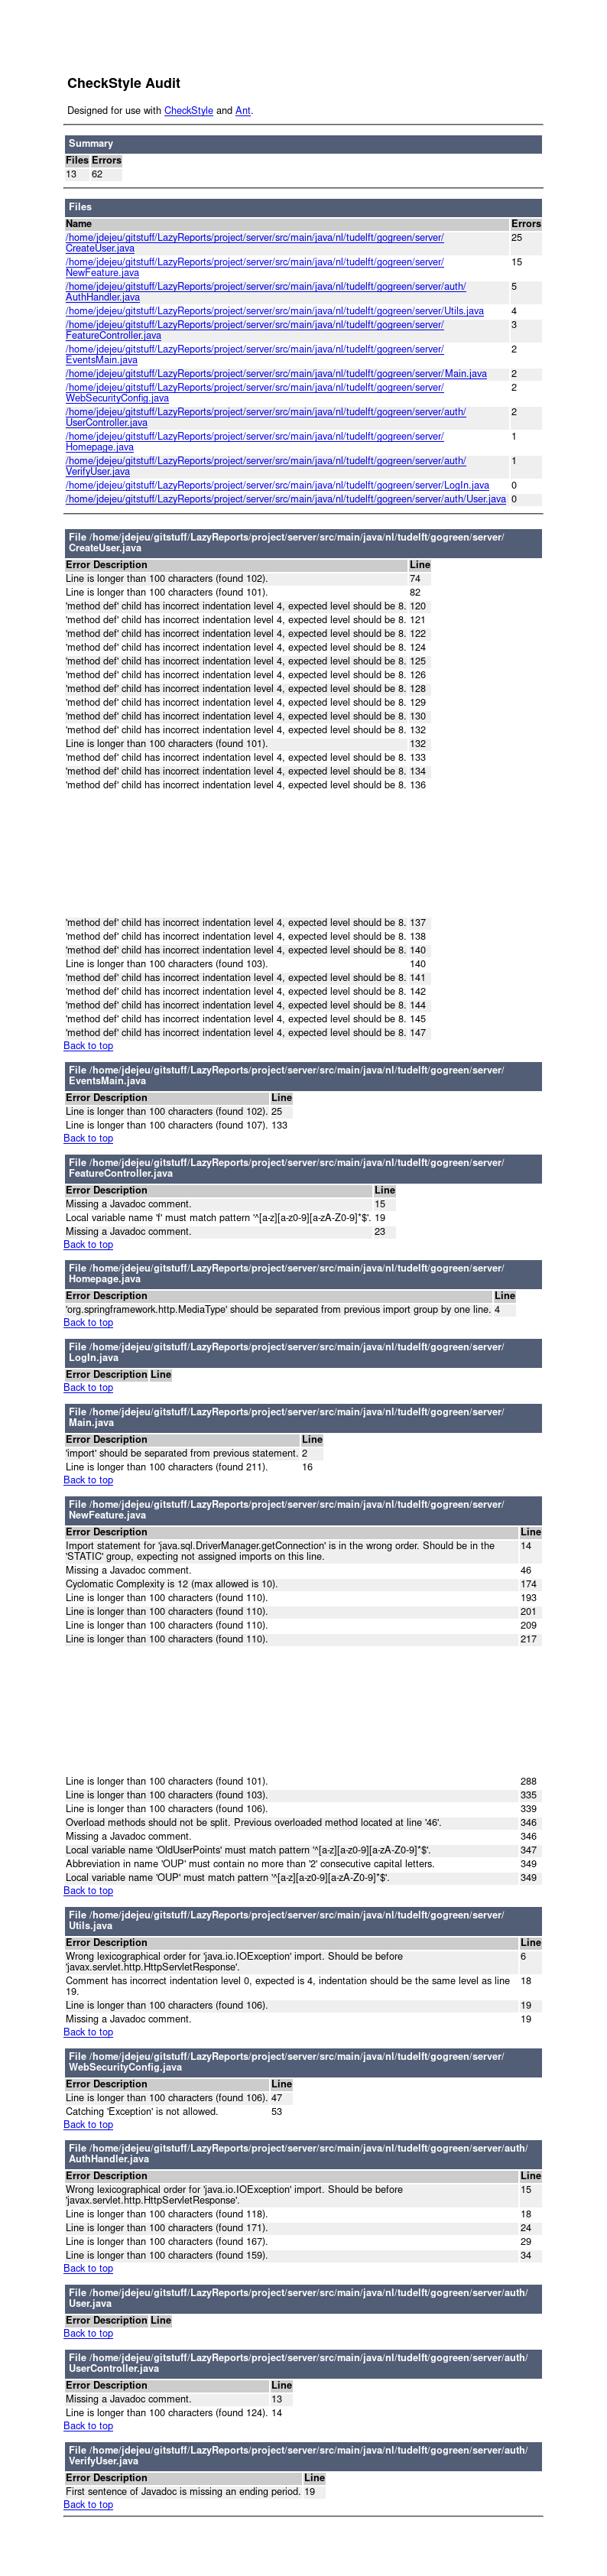 CheckStyle Audit
Designed for use with CheckStyle and Ant.
Summary
Files Errors
13 62
Files
Name Errors
/home/jdejeu/gitstuff/LazyReports/project/server/src/main/java/nl/tudelft/gogreen/server/ 25
CreateUser.java
/home/jdejeu/gitstuff/LazyReports/project/server/src/main/java/nl/tudelft/gogreen/server/ 15
NewFeature.java
/home/jdejeu/gitstuff/LazyReports/project/server/src/main/java/nl/tudelft/gogreen/server/auth/ 5
AuthHandler.java
/home/jdejeu/gitstuff/LazyReports/project/server/src/main/java/nl/tudelft/gogreen/server/Utils.java 4
/home/jdejeu/gitstuff/LazyReports/project/server/src/main/java/nl/tudelft/gogreen/server/ 3
FeatureController.java
/home/jdejeu/gitstuff/LazyReports/project/server/src/main/java/nl/tudelft/gogreen/server/ 2
EventsMain.java
/home/jdejeu/gitstuff/LazyReports/project/server/src/main/java/nl/tudelft/gogreen/server/Main.java 2
/home/jdejeu/gitstuff/LazyReports/project/server/src/main/java/nl/tudelft/gogreen/server/ 2
WebSecurityConfig.java
/home/jdejeu/gitstuff/LazyReports/project/server/src/main/java/nl/tudelft/gogreen/server/auth/ 2
UserController.java
/home/jdejeu/gitstuff/LazyReports/project/server/src/main/java/nl/tudelft/gogreen/server/ 1
Homepage.java
/home/jdejeu/gitstuff/LazyReports/project/server/src/main/java/nl/tudelft/gogreen/server/auth/ 1
VerifyUser.java
/home/jdejeu/gitstuff/LazyReports/project/server/src/main/java/nl/tudelft/gogreen/server/LogIn.java 0
/home/jdejeu/gitstuff/LazyReports/project/server/src/main/java/nl/tudelft/gogreen/server/auth/User.java 0
File /home/jdejeu/gitstuff/LazyReports/project/server/src/main/java/nl/tudelft/gogreen/server/
CreateUser.java
Error Description Line
Line is longer than 100 characters (found 102). 74
Line is longer than 100 characters (found 101). 82
'method def' child has incorrect indentation level 4, expected level should be 8. 120
'method def' child has incorrect indentation level 4, expected level should be 8. 121
'method def' child has incorrect indentation level 4, expected level should be 8. 122
'method def' child has incorrect indentation level 4, expected level should be 8. 124
'method def' child has incorrect indentation level 4, expected level should be 8. 125
'method def' child has incorrect indentation level 4, expected level should be 8. 126
'method def' child has incorrect indentation level 4, expected level should be 8. 128
'method def' child has incorrect indentation level 4, expected level should be 8. 129
'method def' child has incorrect indentation level 4, expected level should be 8. 130
'method def' child has incorrect indentation level 4, expected level should be 8. 132
Line is longer than 100 characters (found 101). 132
'method def' child has incorrect indentation level 4, expected level should be 8. 133
'method def' child has incorrect indentation level 4, expected level should be 8. 134
'method def' child has incorrect indentation level 4, expected level should be 8. 136
'method def' child has incorrect indentation level 4, expected level should be 8. 137
'method def' child has incorrect indentation level 4, expected level should be 8. 138
'method def' child has incorrect indentation level 4, expected level should be 8. 140
Line is longer than 100 characters (found 103). 140
'method def' child has incorrect indentation level 4, expected level should be 8. 141
'method def' child has incorrect indentation level 4, expected level should be 8. 142
'method def' child has incorrect indentation level 4, expected level should be 8. 144
'method def' child has incorrect indentation level 4, expected level should be 8. 145
'method def' child has incorrect indentation level 4, expected level should be 8. 147
Back to top
File /home/jdejeu/gitstuff/LazyReports/project/server/src/main/java/nl/tudelft/gogreen/server/
EventsMain.java
Error Description Line
Line is longer than 100 characters (found 102). 25
Line is longer than 100 characters (found 107). 133
Back to top
File /home/jdejeu/gitstuff/LazyReports/project/server/src/main/java/nl/tudelft/gogreen/server/
FeatureController.java
Error Description Line
Missing a Javadoc comment. 15
Local variable name 'f' must match pattern '^[a-z][a-z0-9][a-zA-Z0-9]*$'. 19
Missing a Javadoc comment. 23
Back to top
File /home/jdejeu/gitstuff/LazyReports/project/server/src/main/java/nl/tudelft/gogreen/server/
Homepage.java
Error Description Line
'org.springframework.http.MediaType' should be separated from previous import group by one line. 4
Back to top
File /home/jdejeu/gitstuff/LazyReports/project/server/src/main/java/nl/tudelft/gogreen/server/
LogIn.java
Error Description Line
Back to top
File /home/jdejeu/gitstuff/LazyReports/project/server/src/main/java/nl/tudelft/gogreen/server/
Main.java
Error Description Line
'import' should be separated from previous statement. 2
Line is longer than 100 characters (found 211). 16
Back to top
File /home/jdejeu/gitstuff/LazyReports/project/server/src/main/java/nl/tudelft/gogreen/server/
NewFeature.java
Error Description Line
Import statement for 'java.sql.DriverManager.getConnection' is in the wrong order. Should be in the 14
'STATIC' group, expecting not assigned imports on this line.
Missing a Javadoc comment. 46
Cyclomatic Complexity is 12 (max allowed is 10). 174
Line is longer than 100 characters (found 110). 193
Line is longer than 100 characters (found 110). 201
Line is longer than 100 characters (found 110). 209
Line is longer than 100 characters (found 110). 217
Line is longer than 100 characters (found 101). 288
Line is longer than 100 characters (found 103). 335
Line is longer than 100 characters (found 106). 339
Overload methods should not be split. Previous overloaded method located at line '46'. 346
Missing a Javadoc comment. 346
Local variable name 'OldUserPoints' must match pattern '^[a-z][a-z0-9][a-zA-Z0-9]*$'. 347
Abbreviation in name 'OUP' must contain no more than '2' consecutive capital letters. 349
Local variable name 'OUP' must match pattern '^[a-z][a-z0-9][a-zA-Z0-9]*$'. 349
Back to top
File /home/jdejeu/gitstuff/LazyReports/project/server/src/main/java/nl/tudelft/gogreen/server/
Utils.java
Error Description Line
Wrong lexicographical order for 'java.io.IOException' import. Should be before 6
'javax.servlet.http.HttpServletResponse'.
Comment has incorrect indentation level 0, expected is 4, indentation should be the same level as line 18
19.
Line is longer than 100 characters (found 106). 19
Missing a Javadoc comment. 19
Back to top
File /home/jdejeu/gitstuff/LazyReports/project/server/src/main/java/nl/tudelft/gogreen/server/
WebSecurityConfig.java
Error Description Line
Line is longer than 100 characters (found 106). 47
Catching 'Exception' is not allowed. 53
Back to top
File /home/jdejeu/gitstuff/LazyReports/project/server/src/main/java/nl/tudelft/gogreen/server/auth/
AuthHandler.java
Error Description Line
Wrong lexicographical order for 'java.io.IOException' import. Should be before 15
'javax.servlet.http.HttpServletResponse'.
Line is longer than 100 characters (found 118). 18
Line is longer than 100 characters (found 171). 24
Line is longer than 100 characters (found 167). 29
Line is longer than 100 characters (found 159). 34
Back to top
File /home/jdejeu/gitstuff/LazyReports/project/server/src/main/java/nl/tudelft/gogreen/server/auth/
User.java
Error Description Line
Back to top
File /home/jdejeu/gitstuff/LazyReports/project/server/src/main/java/nl/tudelft/gogreen/server/auth/
UserController.java
Error Description Line
Missing a Javadoc comment. 13
Line is longer than 100 characters (found 124). 14
Back to top
File /home/jdejeu/gitstuff/LazyReports/project/server/src/main/java/nl/tudelft/gogreen/server/auth/
VerifyUser.java
Error Description Line
First sentence of Javadoc is missing an ending period. 19
Back to top